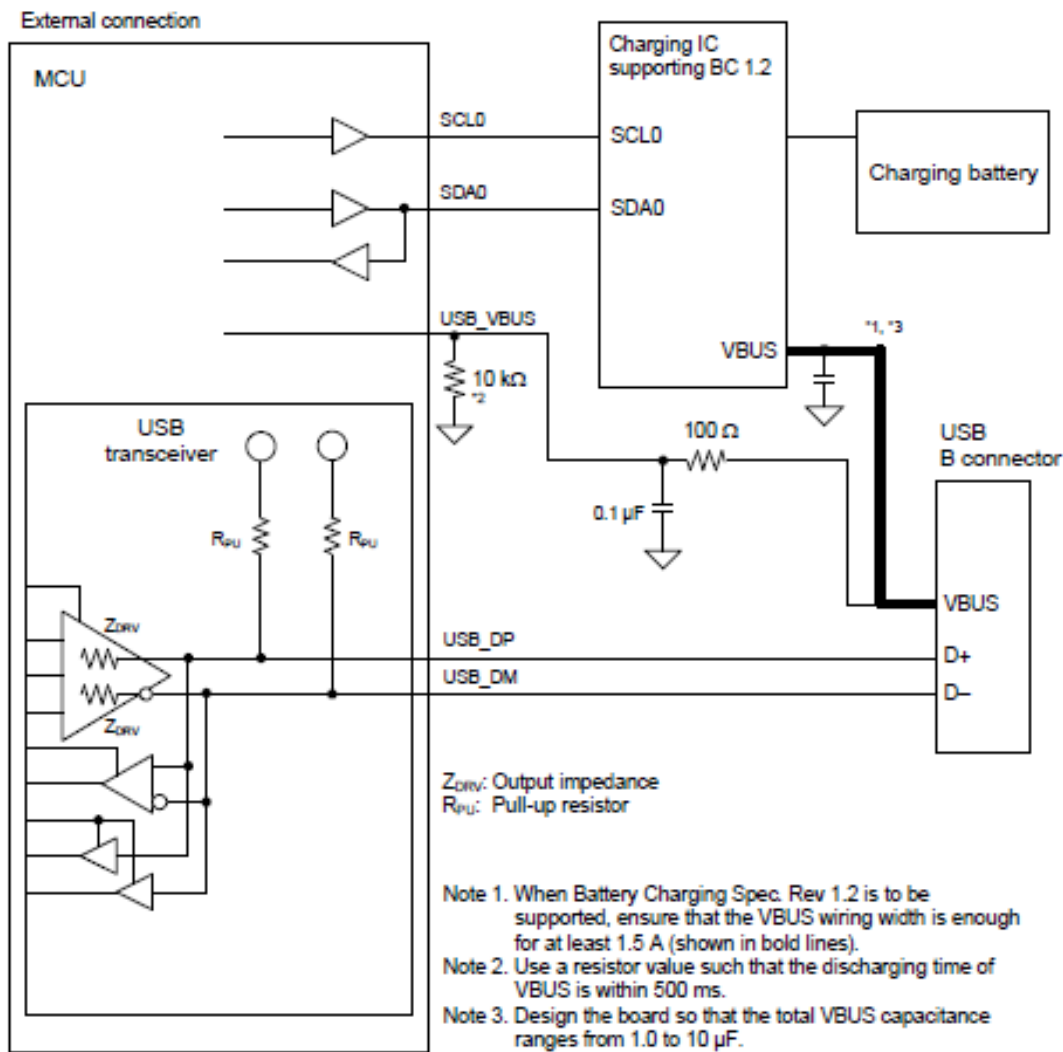 External connection
MCU
Charging IC
supporting BC 1.2
SCL0
SCL0
Charging battery
SDA0
SDA0
USB_VBUS
*1, *3
VBUS
10 kΩ
*2
USB
transceiver
100 Ω
USB
B connector
0.1 µF
RPU
RPU
VBUS
ZDRV
USB_DP
D+
USB_DM
D–
ZDRV
ZDRV: Output impedance
RPU: Pull-up resistor
Note 1. When Battery Charging Spec. Rev 1.2 is to be
supported, ensure that the VBUS wiring width is enough
for at least 1.5 A (shown in bold lines).
Note 2. Use a resistor value such that the discharging time of
VBUS is within 500 ms.
Note 3. Design the board so that the total VBUS capacitance
ranges from 1.0 to 10 µF.